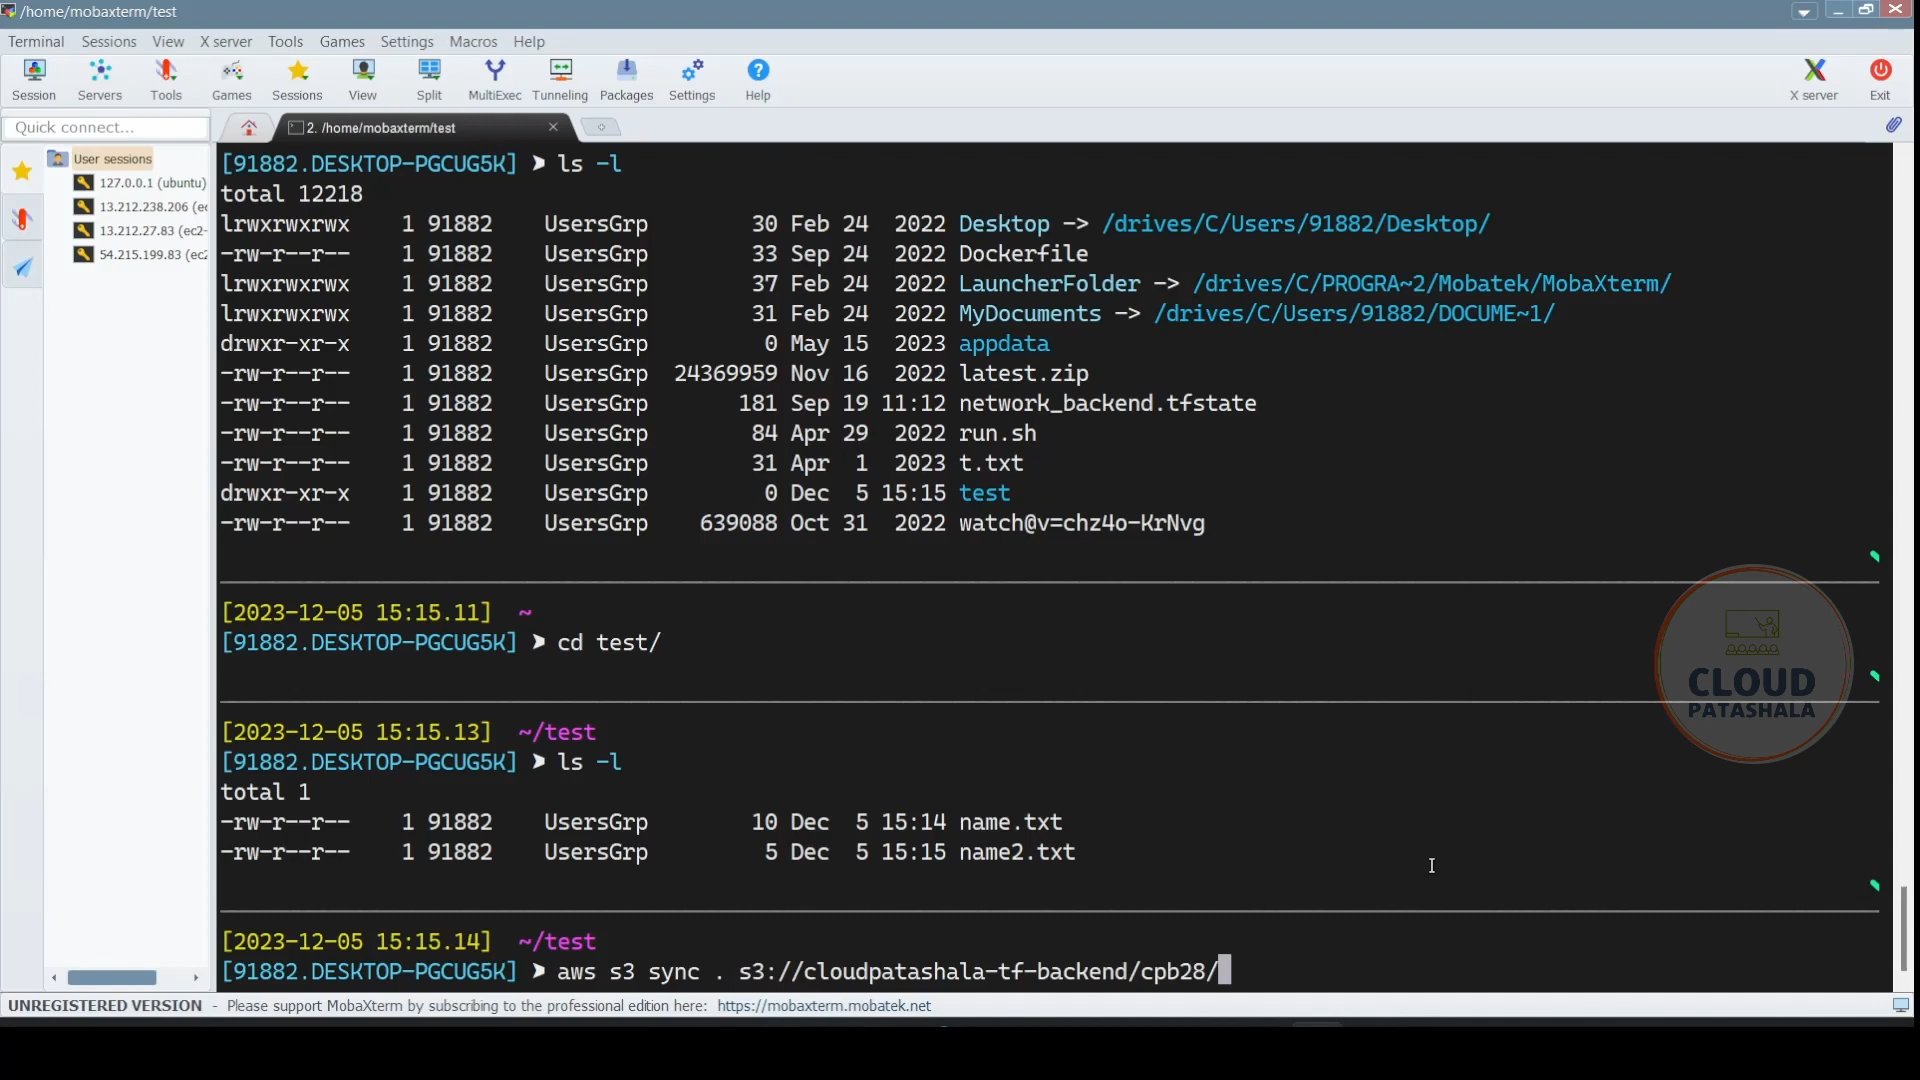 /home/mobaxterm/test
Terminal Sessions View X server Tools Games Settings Macros Help
Session Servers Tools Games Sessions View Split MultiExec Tunneling Packages Settings Help X server Exit
Quick connect...
2. /home/mobaxterm/test
User sessions
127.0.0.1 (ubuntu)
13.212.238.206 (ec
13.212.27.83 (ec2-
54.215.199.83 (ec2
[91882.DESKTOP-PGCUG5K] ➤ ls -l
total 12218
lrwxrwxrwx 1 91882 UsersGrp 30 Feb 24 2022 Desktop -> /drives/C/Users/91882/Desktop/
-rw-r--r-- 1 91882 UsersGrp 33 Sep 24 2022 Dockerfile
lrwxrwxrwx 1 91882 UsersGrp 37 Feb 24 2022 LauncherFolder -> /drives/C/PROGRA~2/Mobatek/MobaXterm/
lrwxrwxrwx 1 91882 UsersGrp 31 Feb 24 2022 MyDocuments -> /drives/C/Users/91882/DOCUME~1/
drwxr-xr-x 1 91882 UsersGrp 0 May 15 2023 appdata
-rw-r--r-- 1 91882 UsersGrp 24369959 Nov 16 2022 latest.zip
-rw-r--r-- 1 91882 UsersGrp 181 Sep 19 11:12 network_backend.tfstate
-rw-r--r-- 1 91882 UsersGrp 84 Apr 29 2022 run.sh
-rw-r--r-- 1 91882 UsersGrp 31 Apr 1 2023 t.txt
drwxr-xr-x 1 91882 UsersGrp 0 Dec 5 15:15 test
-rw-r--r-- 1 91882 UsersGrp 639088 Oct 31 2022 watch@v=chz4o-KrNvg
[2023-12-05 15:15.11] ~
[91882.DESKTOP-PGCUG5K] ➤ cd test/
CLOUD
PATASHALA
[2023-12-05 15:15.13] ~/test
[91882.DESKTOP-PGCUG5K] ➤ ls -l
total 1
-rw-r--r-- 1 91882 UsersGrp 10 Dec 5 15:14 name.txt
-rw-r--r-- 1 91882 UsersGrp 5 Dec 5 15:15 name2.txt
[2023-12-05 15:15.14] ~/test
[91882.DESKTOP-PGCUG5K] ➤ aws s3 sync . s3://cloudpatashala-tf-backend/cpb28/
UNREGISTERED VERSION - Please support MobaXterm by subscribing to the professional edition here: https://mobaxterm.mobatek.net